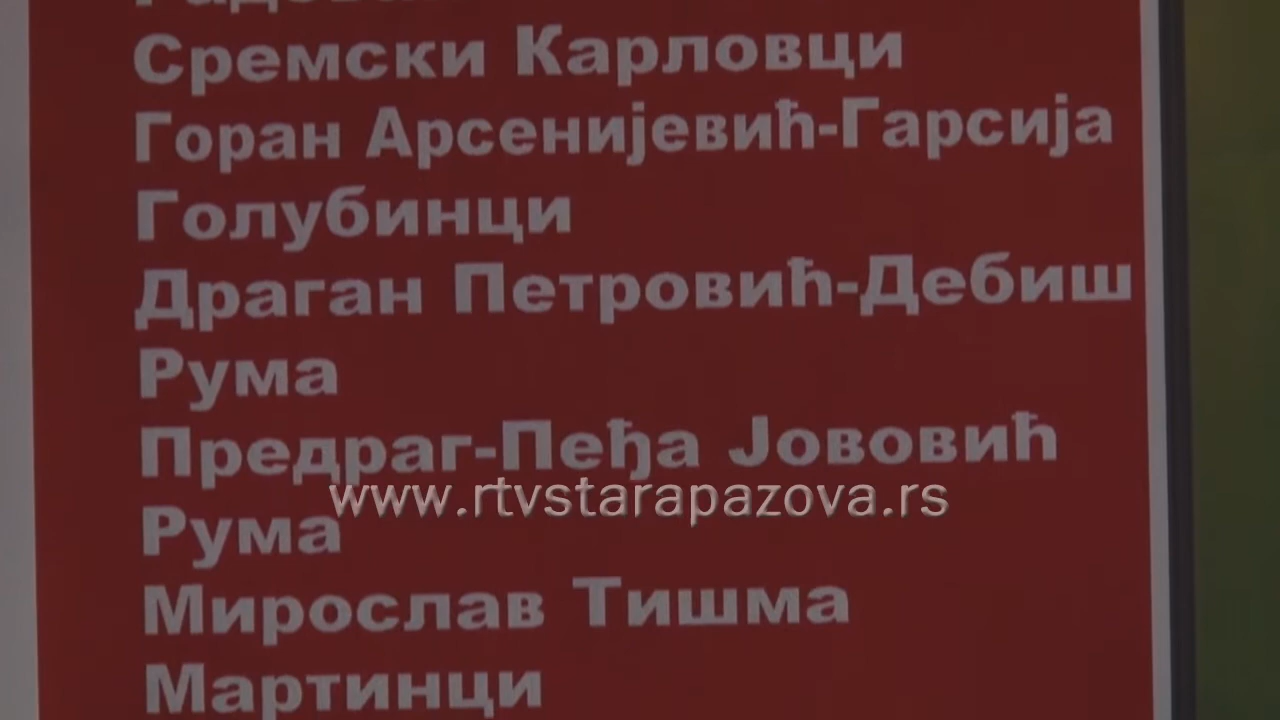 Сремски Карловци
Горан Арсенијевић-Гарсија
Голубинци
Драган Петровић-Дебиш
Рума
Предраг-Пеђа Јововић
www.rtvstarapazova.rs
Рума
Мирослав Тишма
Мартинци